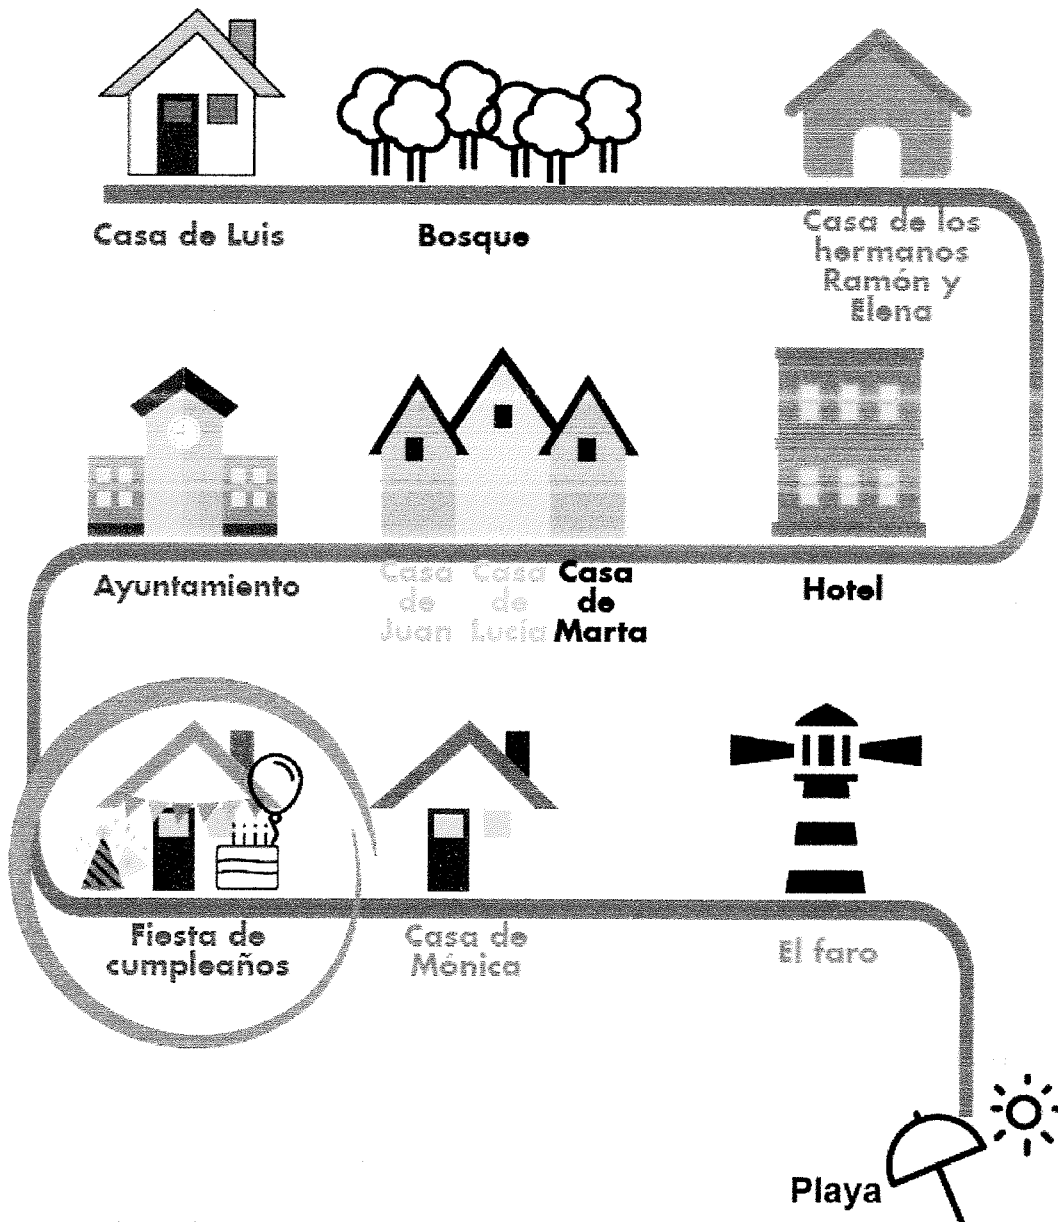 Casa de Luis
Bosque
Casa de los
hermanos
Ramón y
Elena
Ayuntamiento
Casa
de
Juan
Casa
de
Lucía
Casa
de
Marta
Hotel
Fiesta de
cumpleaños
Casa de
Mónica
El faro
Playa